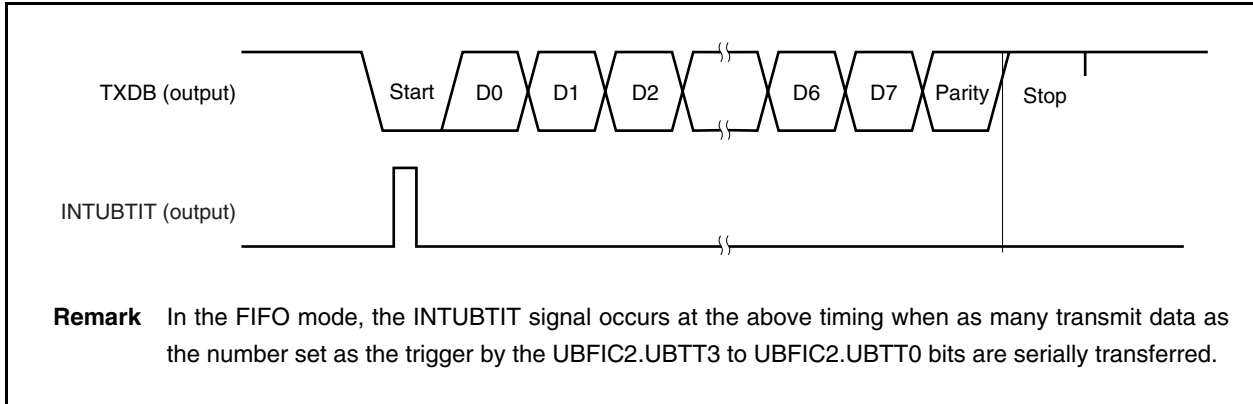 TXDB (output)
Start D0 D1 D2 D6 D7 Parity Stop
INTUBTIT (output)
Remark In the FIFO mode, the INTUBTIT signal occurs at the above timing when as many transmit data as
the number set as the trigger by the UBFIC2.UBTT3 to UBFIC2.UBTT0 bits are serially transferred.